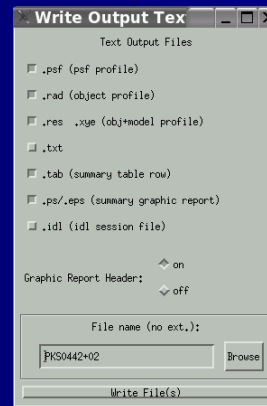 Write Output Tex
Text Output Files
.psf (psf profile)
.rad (object profile)
.res .xye (obj+model profile)
.txt
.tab (summary table row)
.ps/.eps (summary graphic report)
.idl (idl session file)
on
Graphic Report Header:
off
File name (no ext.):
PKS0442+02
Browse
Write File(s)